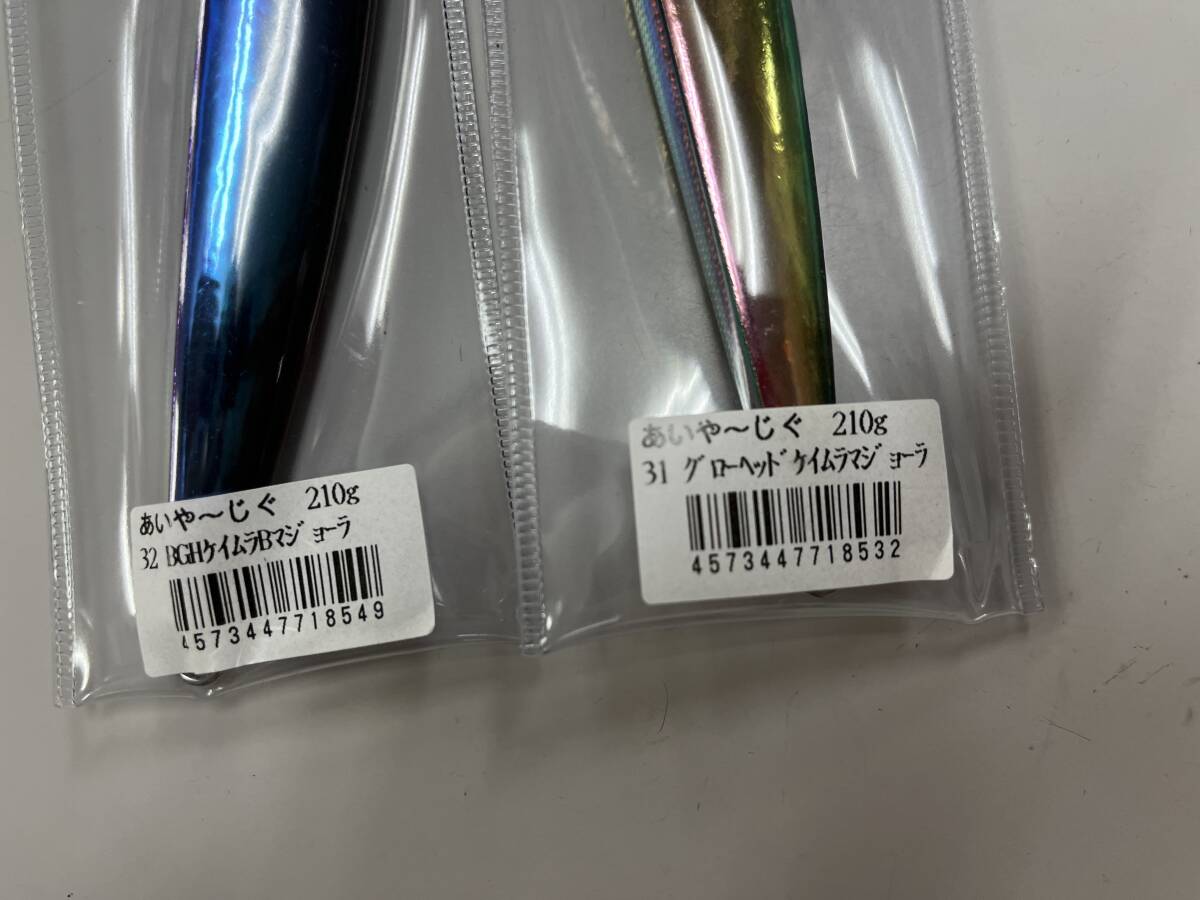 あいや～じぐ 210g
32 BGHケイムラBマジョーラ
4573447718549
あいや～じぐ 210g
31 グローヘッドケイムラマジョーラ
4573447718532